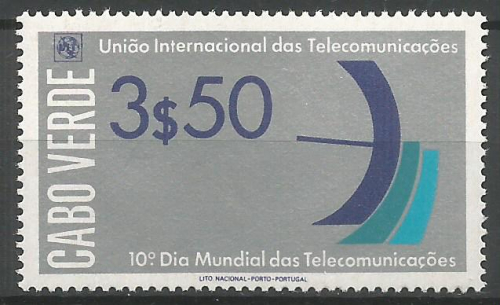 União Internacional das Telecomunicações
3$50
CABO VERDE
10º Dia Mundial das Telecomunicações
LITO NACIONAL-PORTO-PORTUGAL